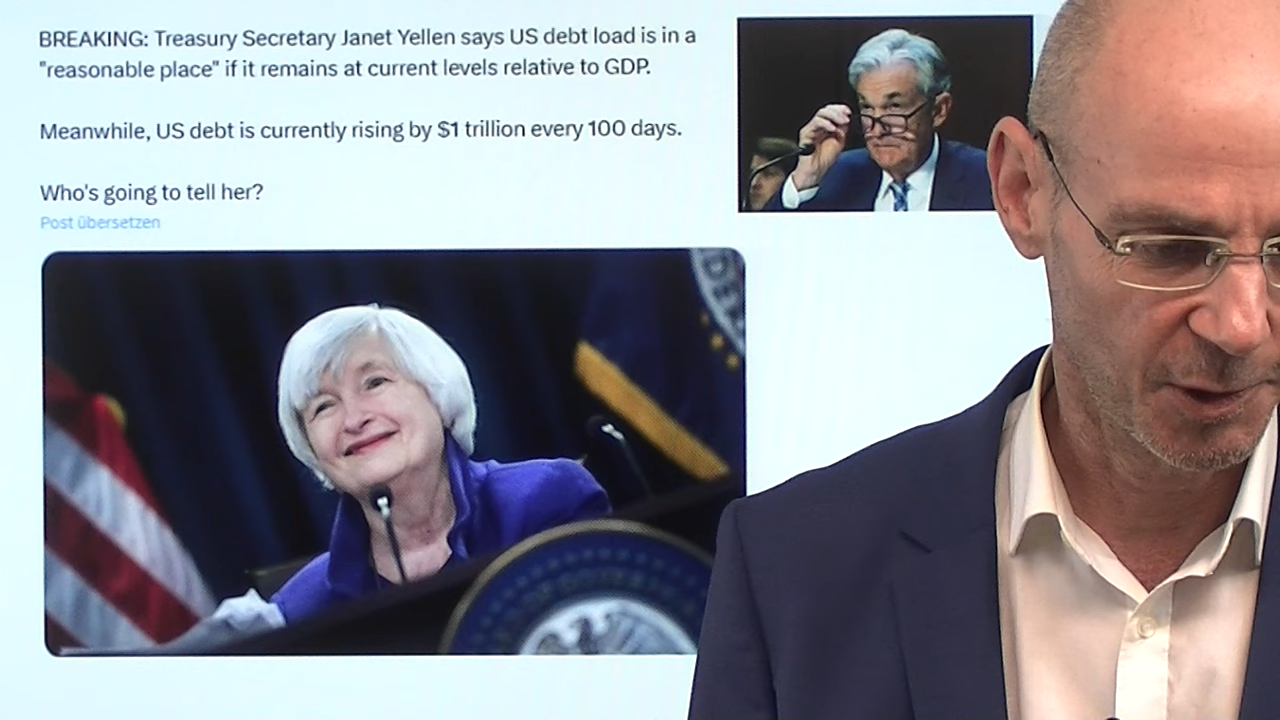 BREAKING: Treasury Secretary Janet Yellen says US debt load is in a
"reasonable place" if it remains at current levels relative to GDP.
Meanwhile, US debt is currently rising by $1 trillion every 100 days.
Who's going to tell her?
Post übersetzen